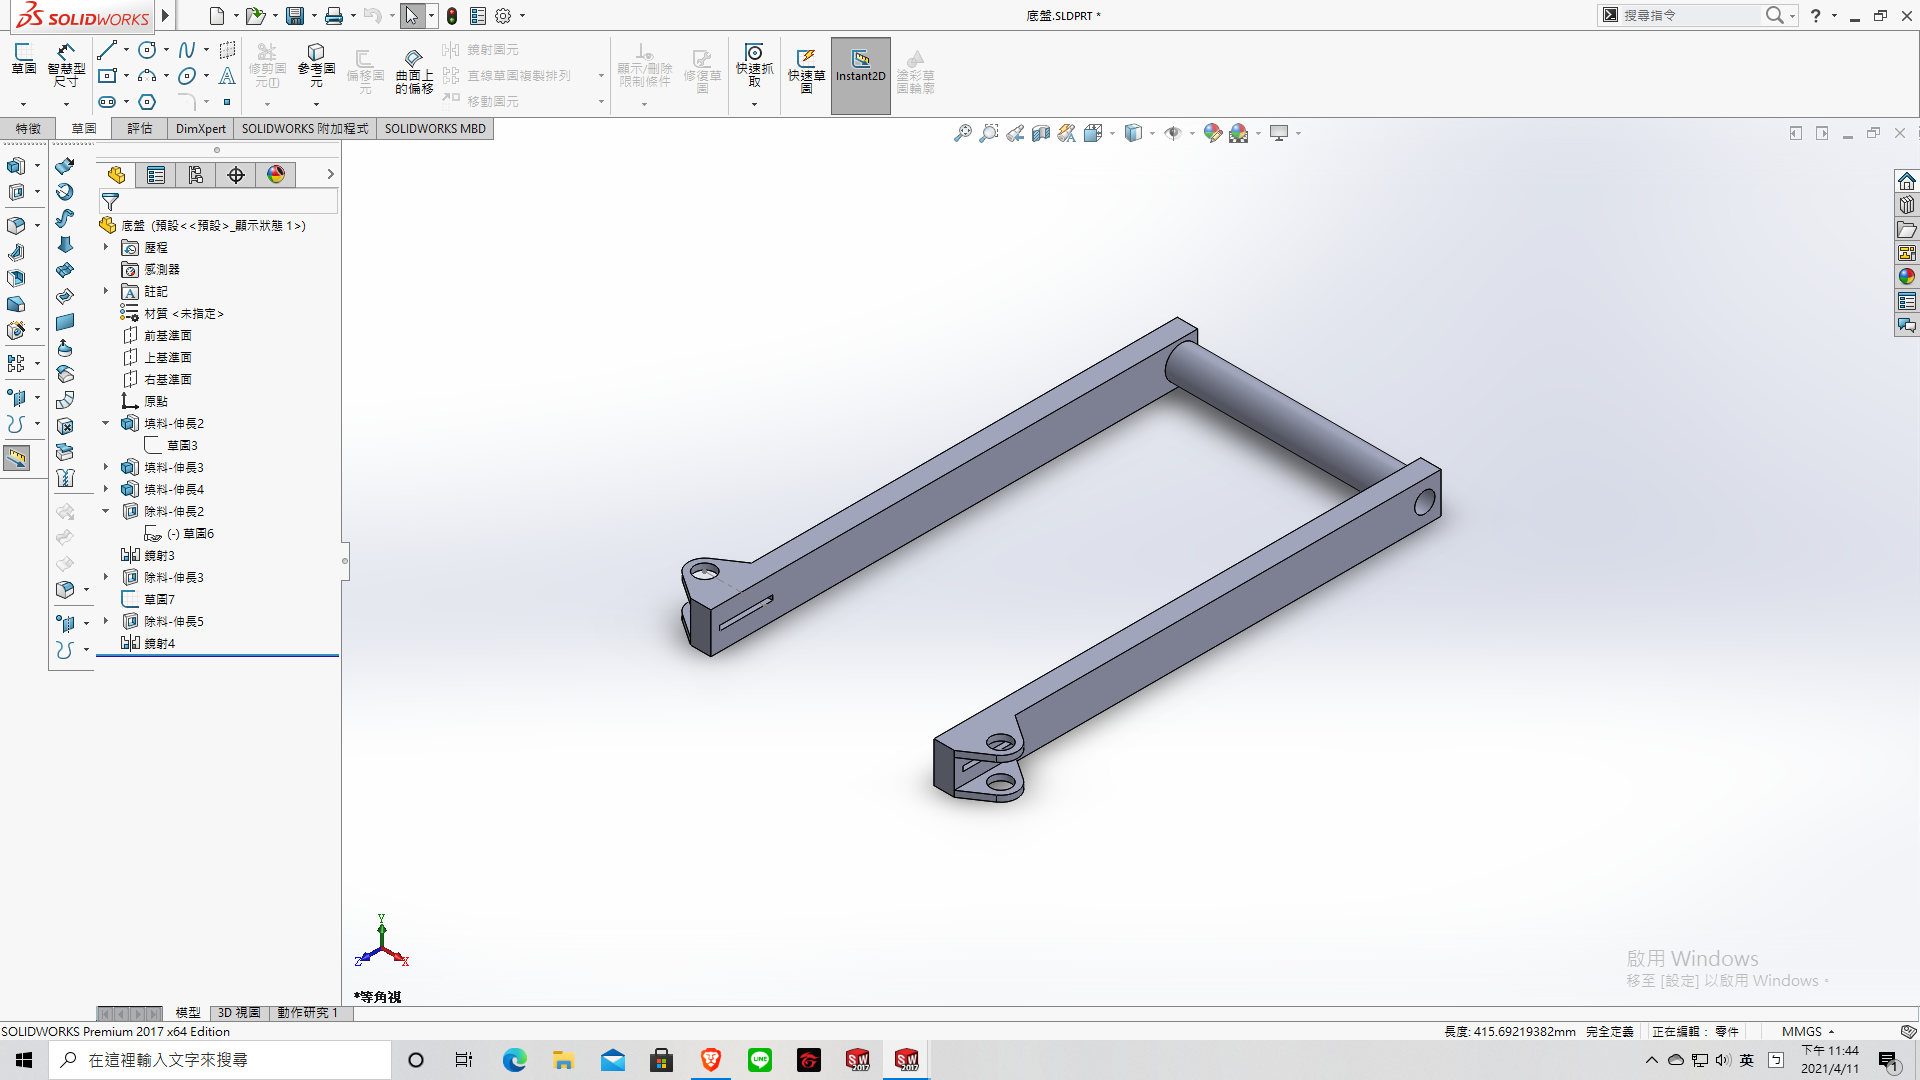 SOLIDWORKS
底盤.SLDPRT *
搜尋指令
草圖
智慧型
尺寸
修剪圖
元(I)
參考圖
元
偏移圖
元
曲面上
的偏移
鏡射圖元
直線草圖複製排列
移動圖元
顯示/刪除
限制條件
修復草
圖
快速抓
取
快速草
圖
Instant2D
塗彩草
圖輪廓
特徵
草圖
評估
DimXpert
SOLIDWORKS 附加程式
SOLIDWORKS MBD
底盤 (預設<<預設>_顯示狀態 1>)
歷程
感測器
註記
材質 <未指定>
前基準面
上基準面
右基準面
原點
填料-伸長2
草圖3
填料-伸長3
填料-伸長4
除料-伸長2
(-) 草圖6
鏡射3
除料-伸長3
草圖7
除料-伸長5
鏡射4
Y
Z
X
*等角視
啟用 Windows
移至 [設定] 以啟用 Windows。
模型
3D 視圖
動作研究 1
SOLIDWORKS Premium 2017 x64 Edition
長度: 415.69219382mm
完全定義
正在編輯： 零件
MMGS
在這裡輸入文字來搜尋
LINE
SW
2017
SW
2017
英
下午 11:44
2021/4/11
1